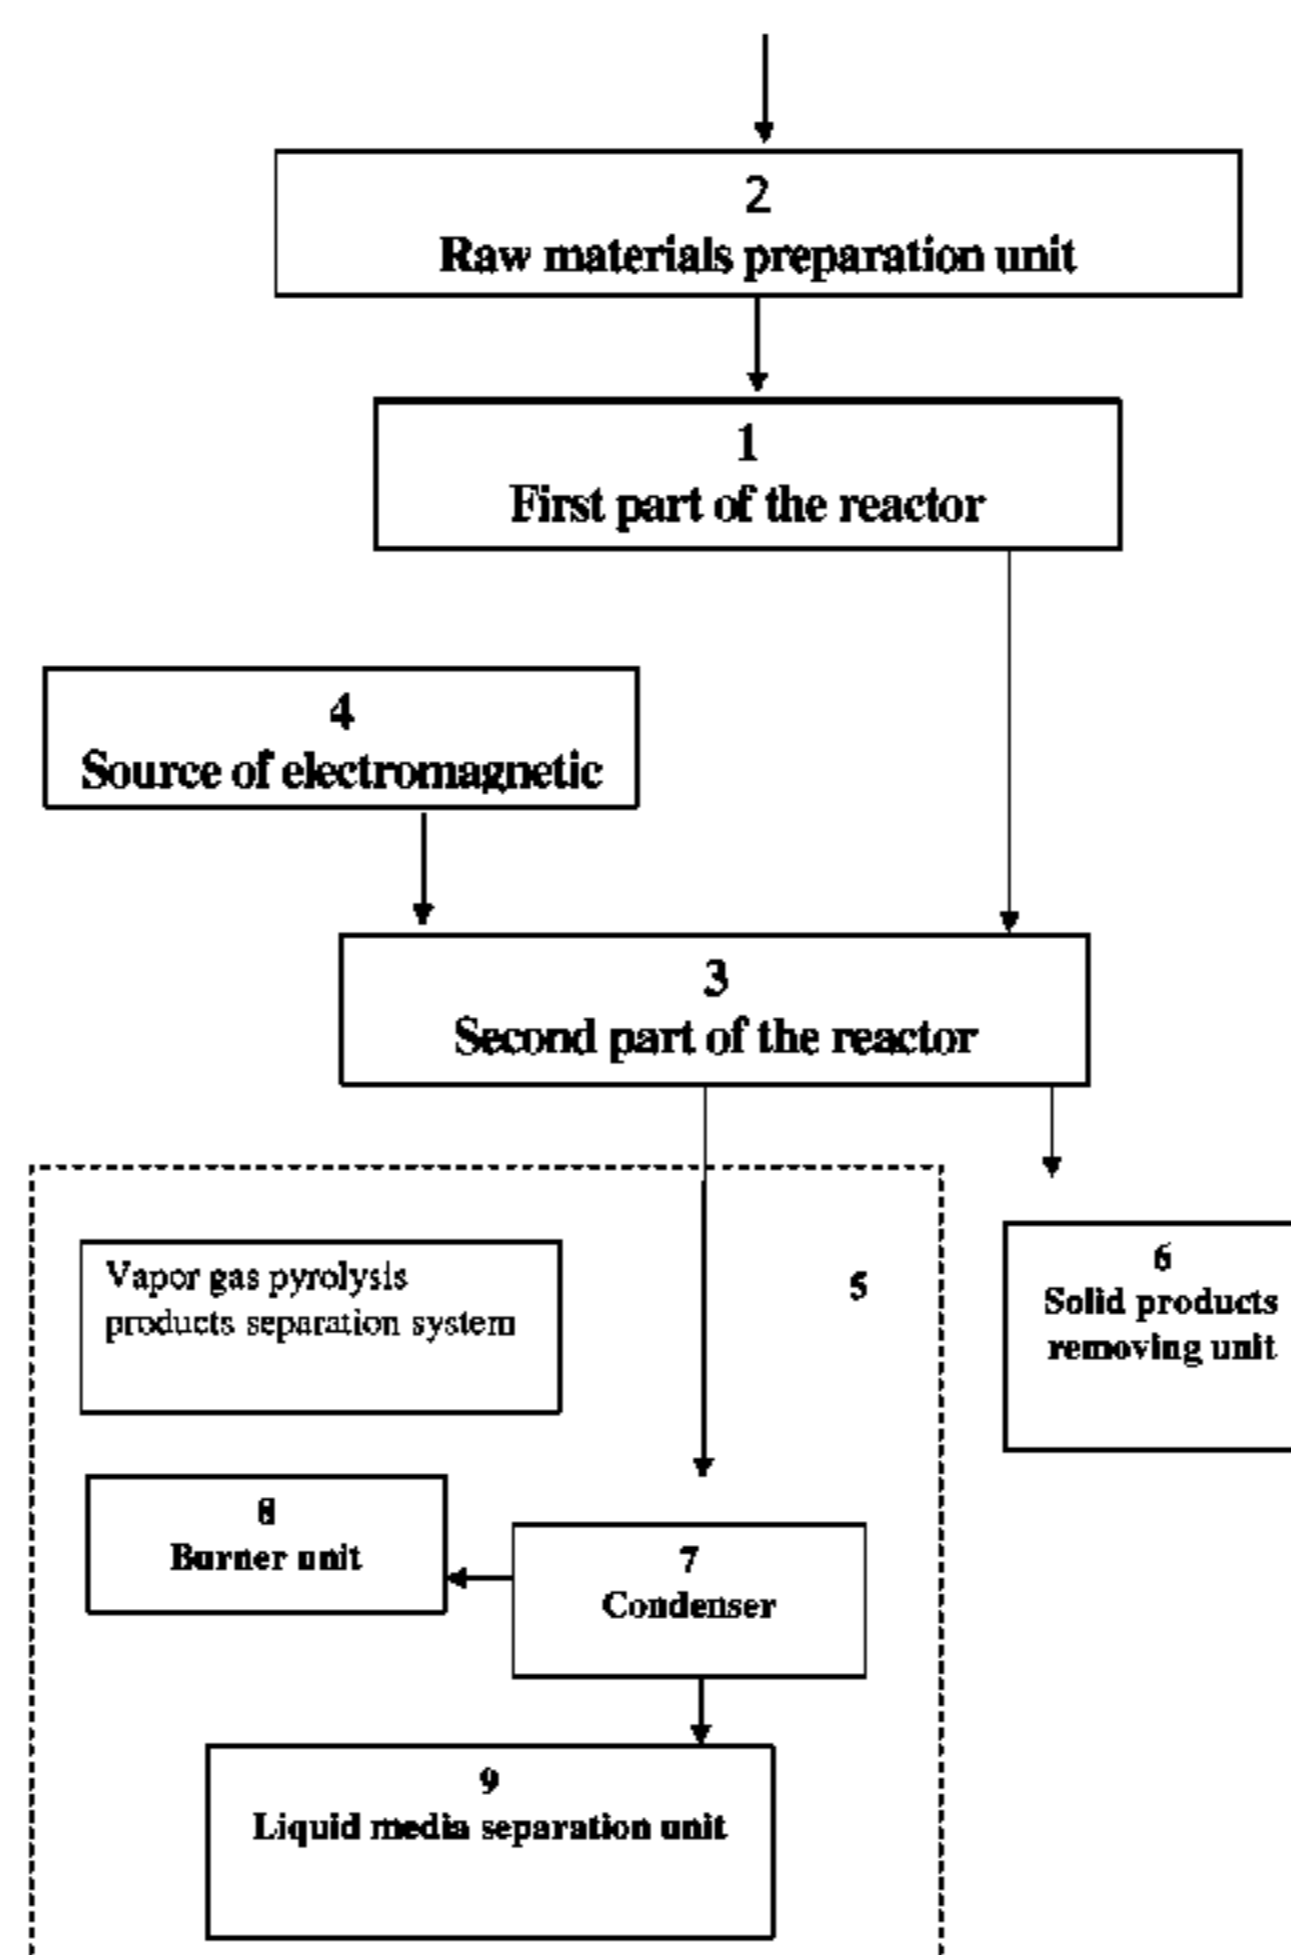 2
Raw materials preparation unit
1
First part of the reactor
4
Source of electromagnetic
3
Second part of the reactor
Vapor gas pyrolysis
products separation system
5
6
Solid products
removing unit
8
Burner unit
7
Condenser
9
Liquid media separation unit